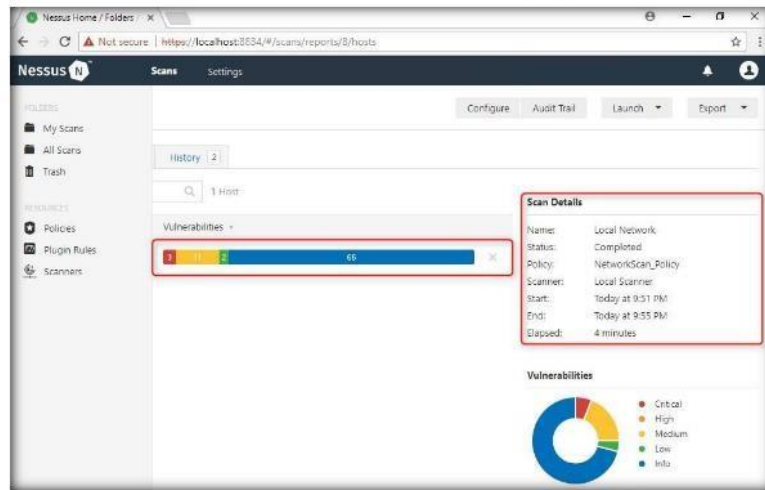 Nessus Home / Folders /
Not secure https://localhost:8834/#/scans/reports/8/hosts
Nessus N Scans Settings
FOLDERS
My Scans
All Scans
Trash
RESOURCES
Policies
Plugin Rules
Scanners
Configure Audit Trail Launch Export
History 2
1 Host
Vulnerabilities
3 11 2 66
Scan Details
Name: Local Network
Status: Completed
Policy: NetworkScan_Policy
Scanner: Local Scanner
Start: Today at 9:51 PM
End: Today at 9:55 PM
Elapsed: 4 minutes
Vulnerabilities
Critical
High
Medium
Low
Info